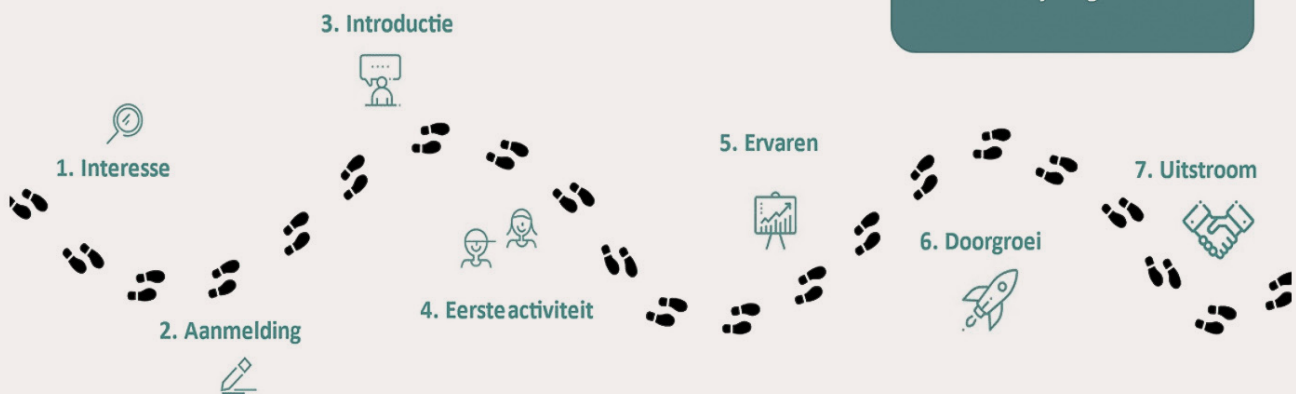 3. Introductie
1. Interesse
5. Ervaren
7. Uitstroom
6. Doorgroei
4. Eerste activiteit
2. Aanmelding